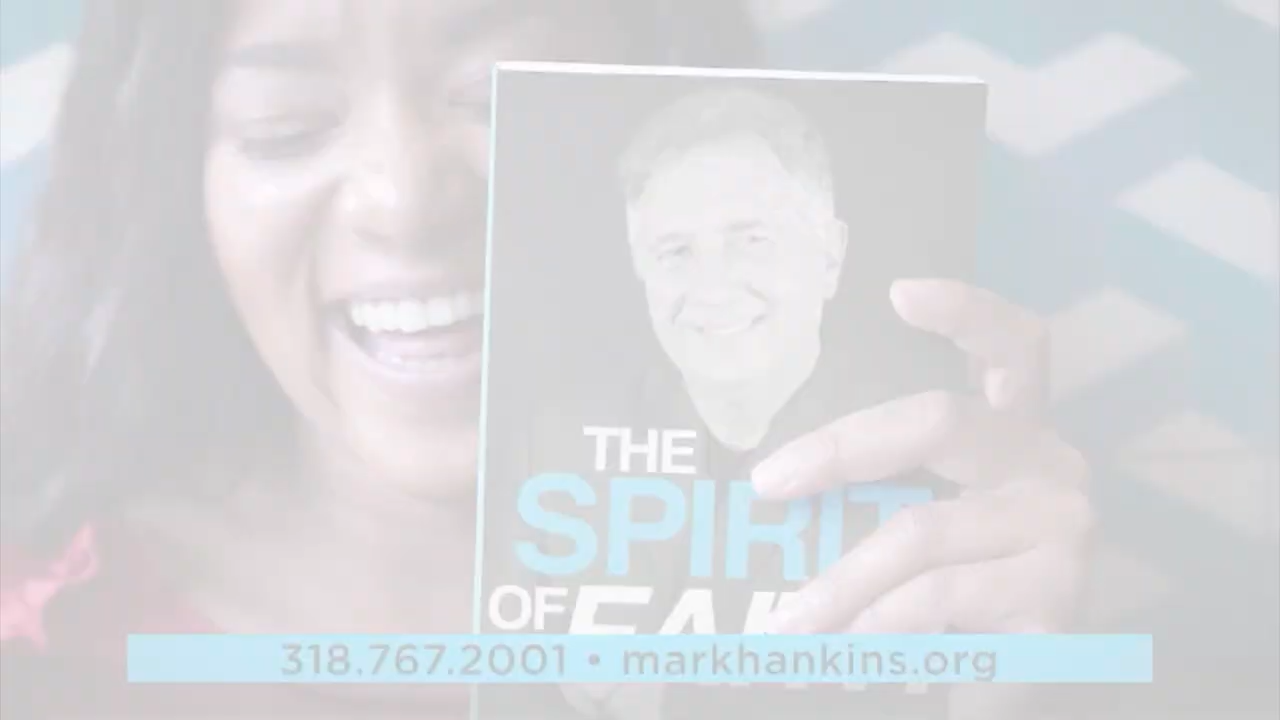 THE
SPIRIT
OF FAITH
318.767.2001 • markhankins.org